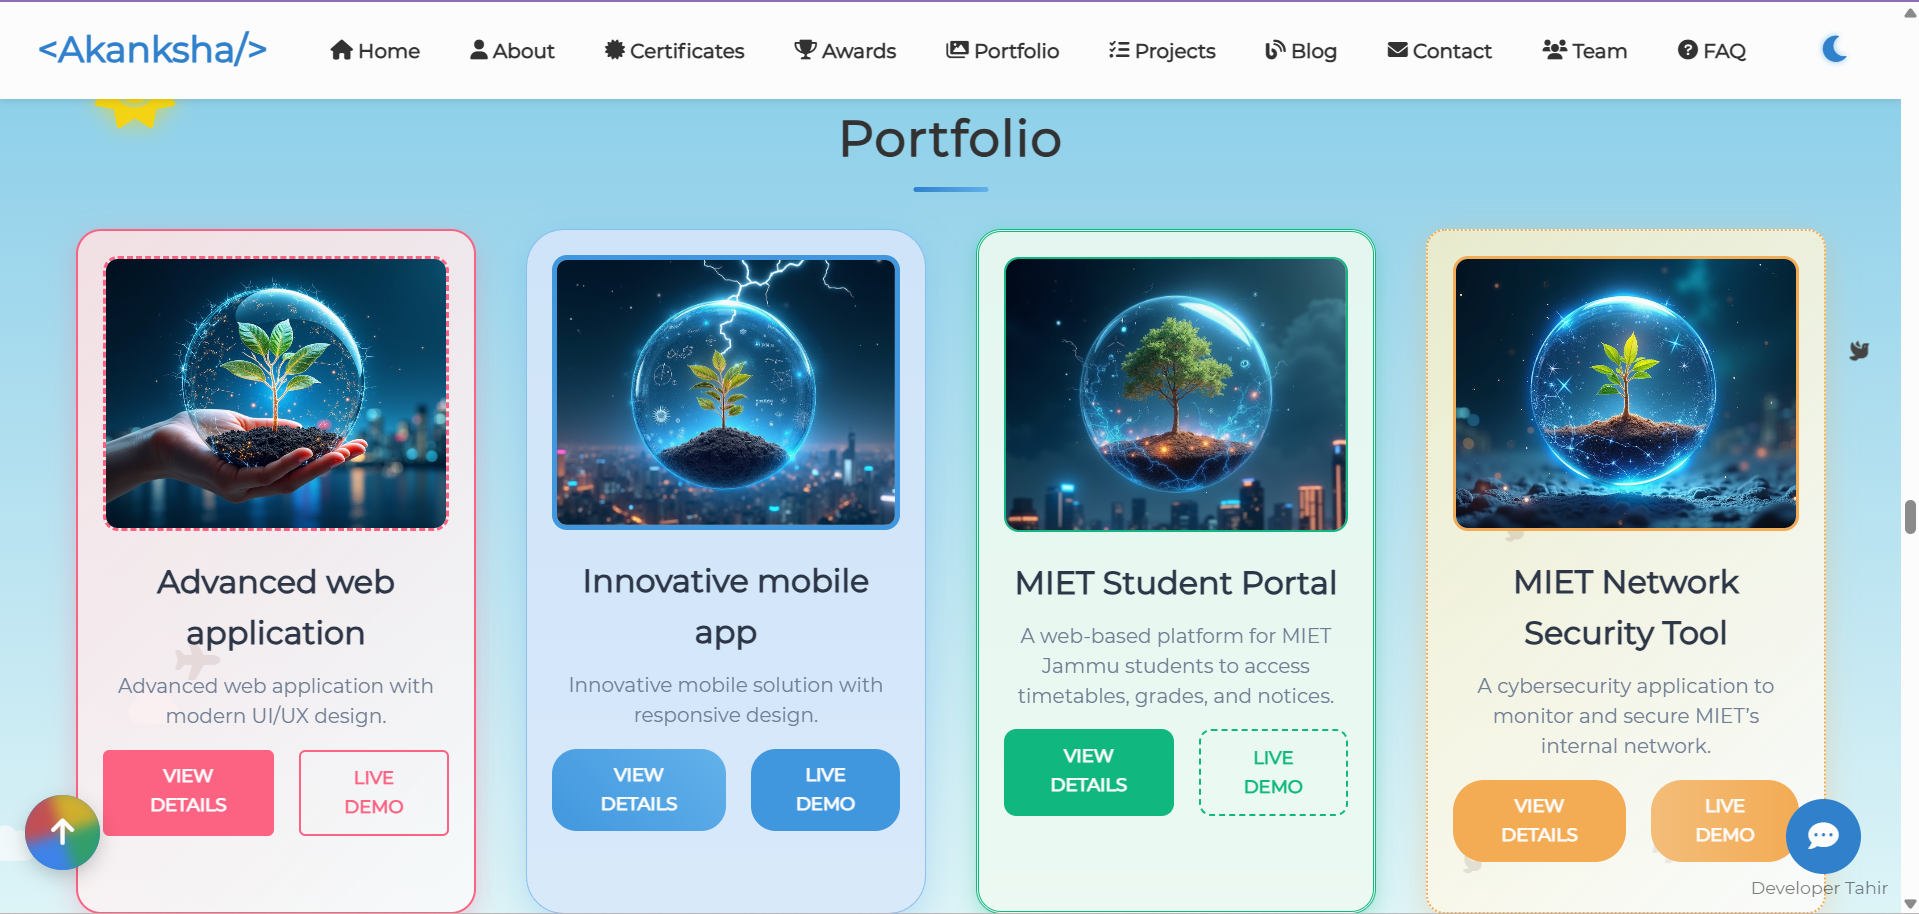 <Akanksha/>
Home
About
Certificates
Awards
Portfolio
Projects
Blog
Contact
Team
FAQ
Portfolio
Advanced web
application
Advanced web application with
modern UI/UX design.
VIEW
DETAILS
LIVE
DEMO
Innovative mobile
app
Innovative mobile solution with
responsive design.
VIEW
DETAILS
LIVE
DEMO
MIET Student Portal
A web-based platform for MIET
Jammu students to access
timetables, grades, and notices.
VIEW
DETAILS
LIVE
DEMO
MIET Network
Security Tool
A cybersecurity application to
monitor and secure MIET’s
internal network.
VIEW
DETAILS
LIVE
DEMO
Developer Tahir